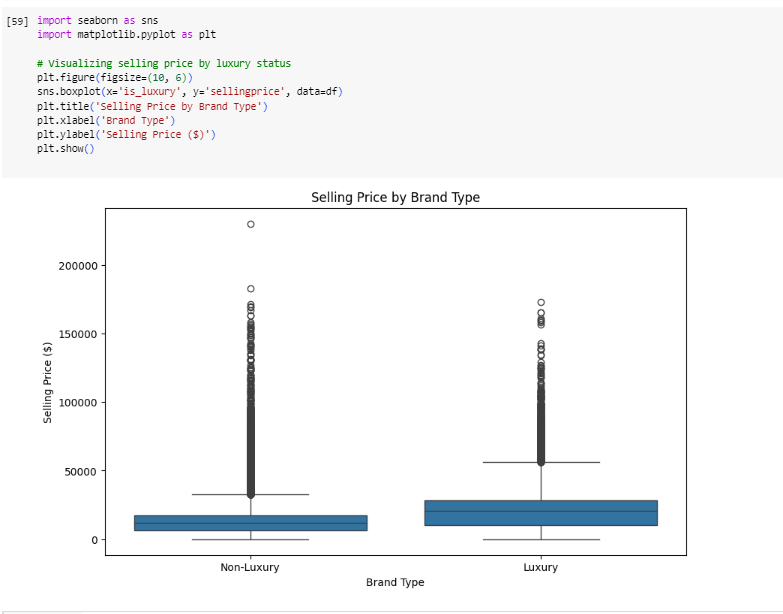 [59] import seaborn as sns
import matplotlib.pyplot as plt
# Visualizing selling price by luxury status
plt.figure(figsize=(10, 6))
sns.boxplot(x='is_luxury', y='sellingprice', data=df)
plt.title('Selling Price by Brand Type')
plt.xlabel('Brand Type')
plt.ylabel('Selling Price ($)')
plt.show()
Selling Price by Brand Type
200000
150000
100000
50000
0
Selling Price ($)
Non-Luxury
Luxury
Brand Type